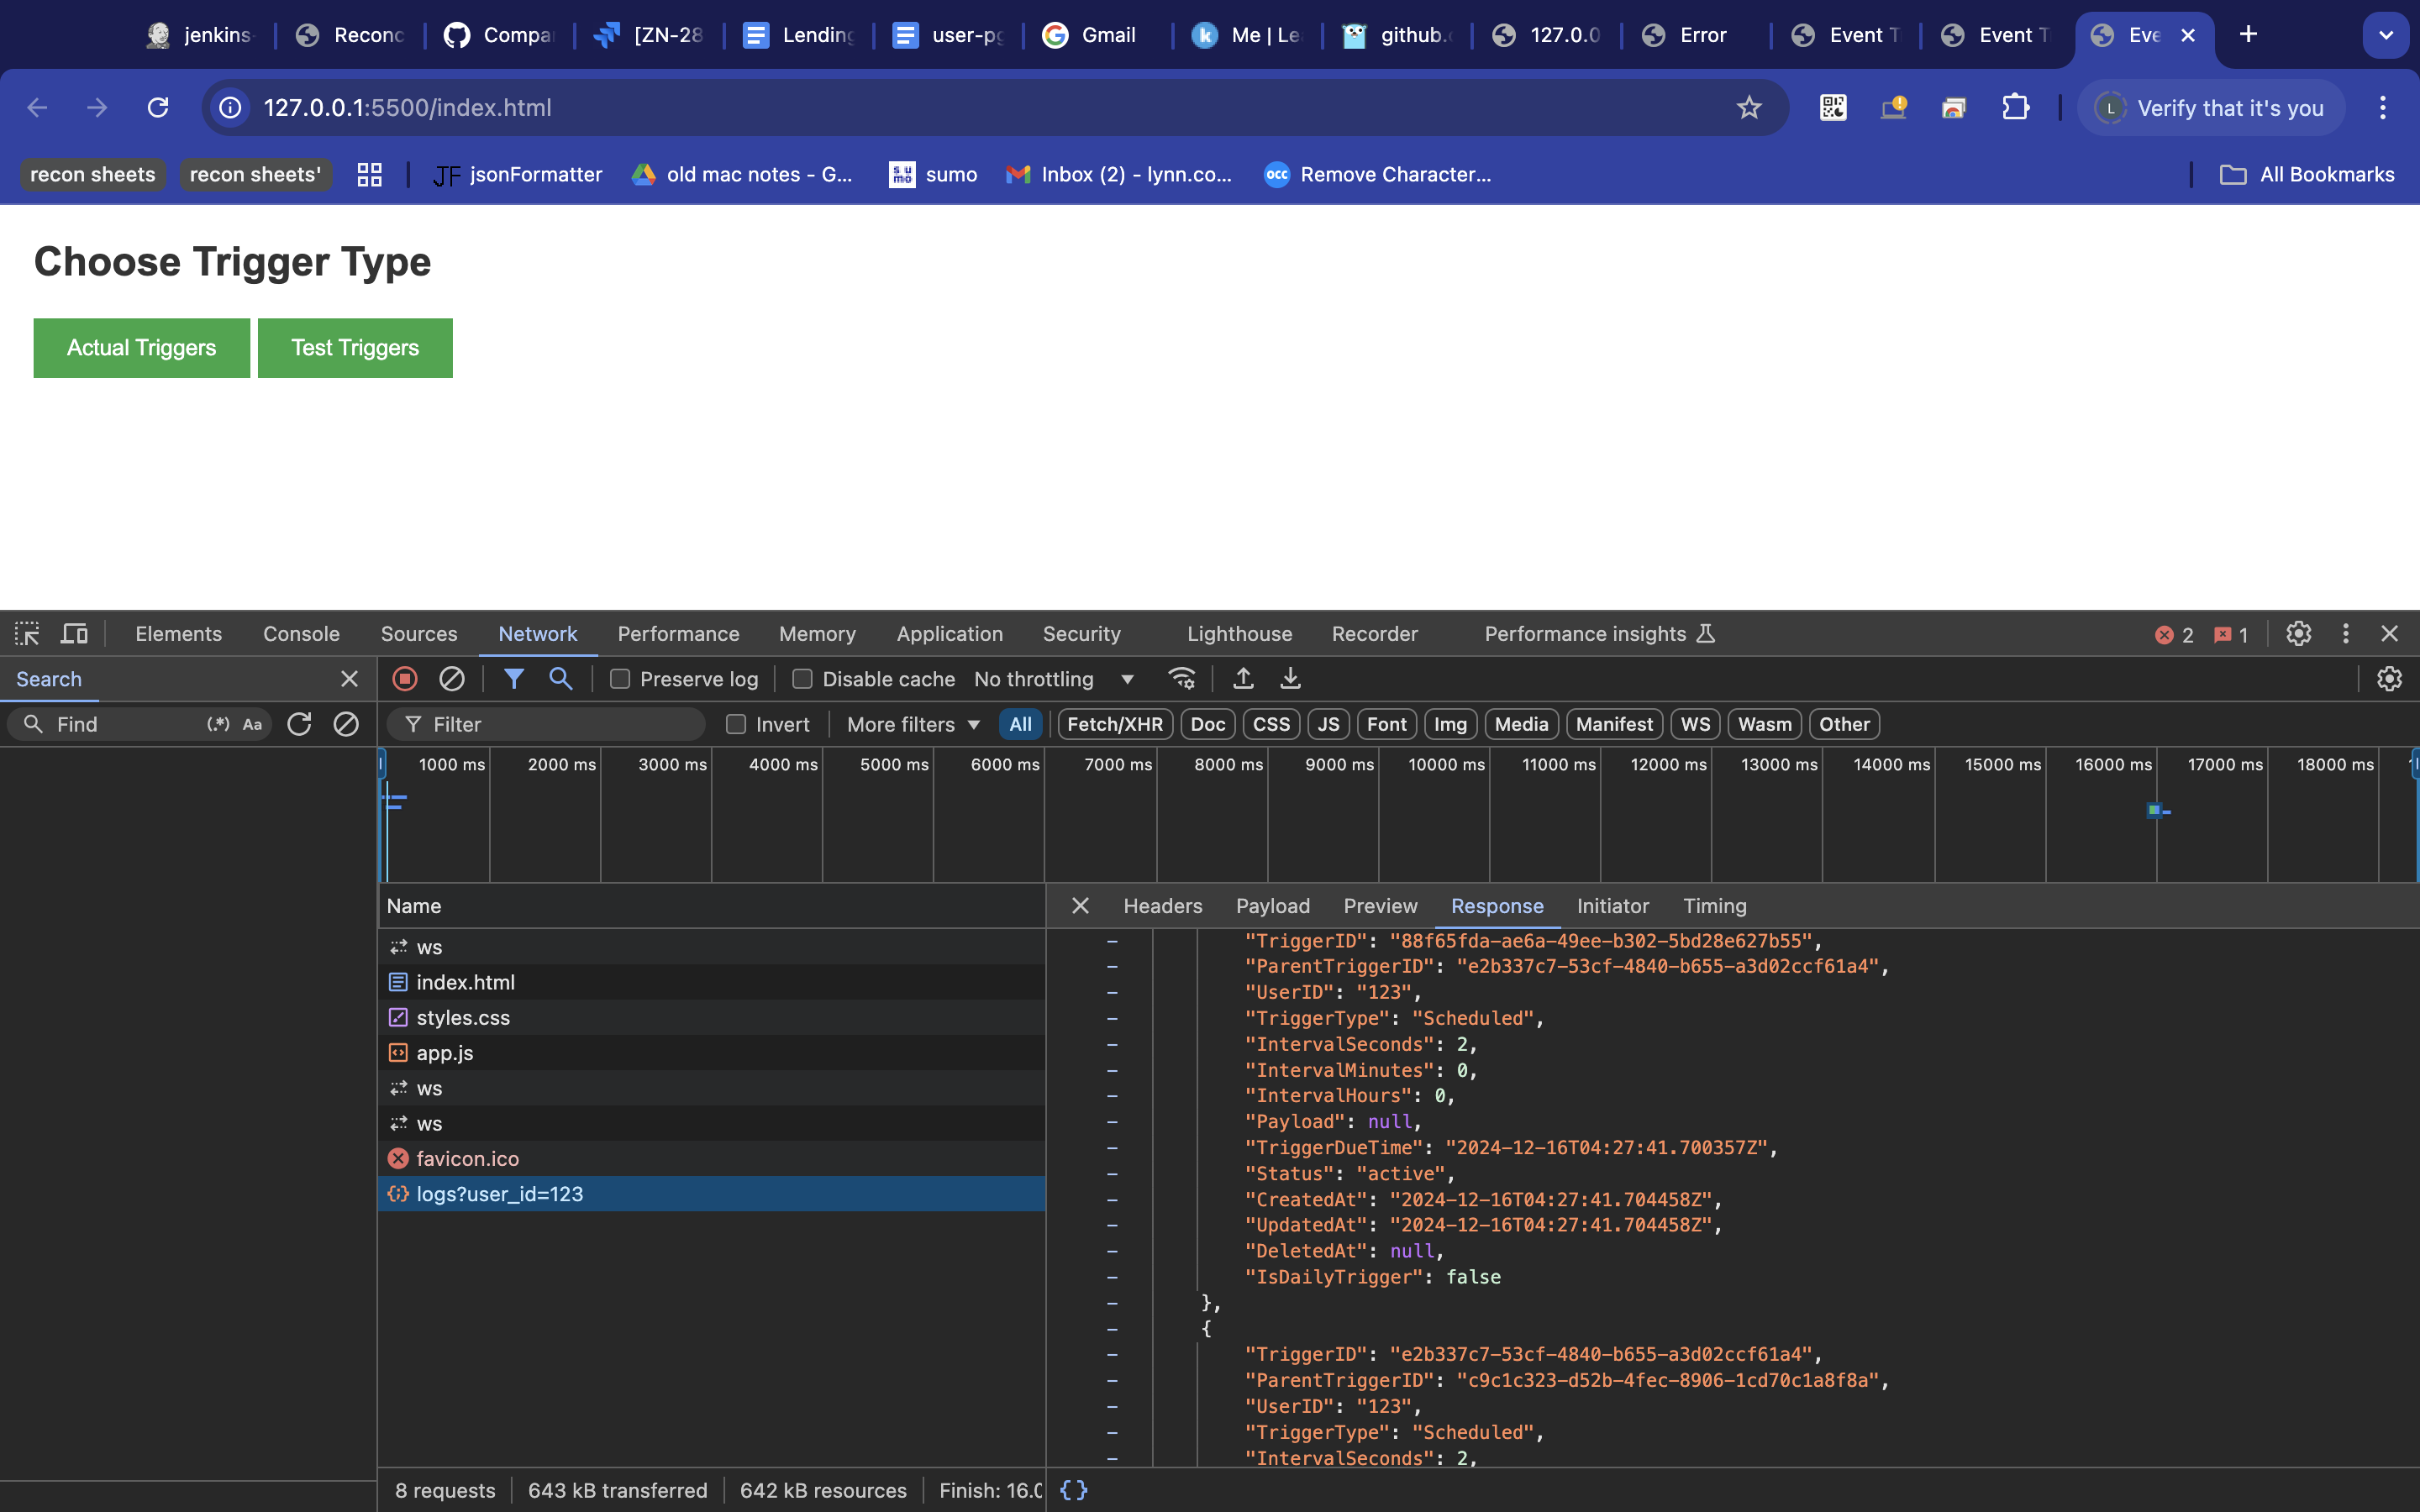 jenkins-
Recond
Compar
[ZN-28
Lending
user-pg
Gmail
Me | Le
github.c
127.0.0
Error
Event T
Event T
Eve
127.0.0.1:5500/index.html
L
Verify that it's you
recon sheets
recon sheets'
JF jsonFormatter
old mac notes - G...
sumo
Inbox (2) - lynn.co...
occ Remove Character...
All Bookmarks
Choose Trigger Type
Actual Triggers
Test Triggers
Elements
Console
Sources
Network
Performance
Memory
Application
Security
Lighthouse
Recorder
Performance insights
2
1
Search
Preserve log
Disable cache
No throttling
Find
(.*)
Aa
Filter
Invert
More filters
All
Fetch/XHR
Doc
CSS
JS
Font
Img
Media
Manifest
WS
Wasm
Other
1000 ms
2000 ms
3000 ms
4000 ms
5000 ms
6000 ms
7000 ms
8000 ms
9000 ms
10000 ms
11000 ms
12000 ms
13000 ms
14000 ms
15000 ms
16000 ms
17000 ms
18000 ms
Name
ws
index.html
styles.css
app.js
ws
ws
favicon.ico
logs?user_id=123
Headers
Payload
Preview
Response
Initiator
Timing
"TriggerID": "88f65fda-ae6a-49ee-b302-5bd28e627b55",
"ParentTriggerID": "e2b337c7-53cf-4840-b655-a3d02ccf61a4",
"UserID": "123",
"TriggerType": "Scheduled",
"IntervalSeconds": 2,
"IntervalMinutes": 0,
"IntervalHours": 0,
"Payload": null,
"TriggerDueTime": "2024-12-16T04:27:41.700357Z",
"Status": "active",
"CreatedAt": "2024-12-16T04:27:41.704458Z",
"UpdatedAt": "2024-12-16T04:27:41.704458Z",
"DeletedAt": null,
"IsDailyTrigger": false
},
{
"TriggerID": "e2b337c7-53cf-4840-b655-a3d02ccf61a4",
"ParentTriggerID": "c9c1c323-d52b-4fec-8906-1cd70c1a8f8a",
"UserID": "123",
"TriggerType": "Scheduled",
"IntervalSeconds": 2,
8 requests
643 kB transferred
642 kB resources
Finish: 16.0
{}